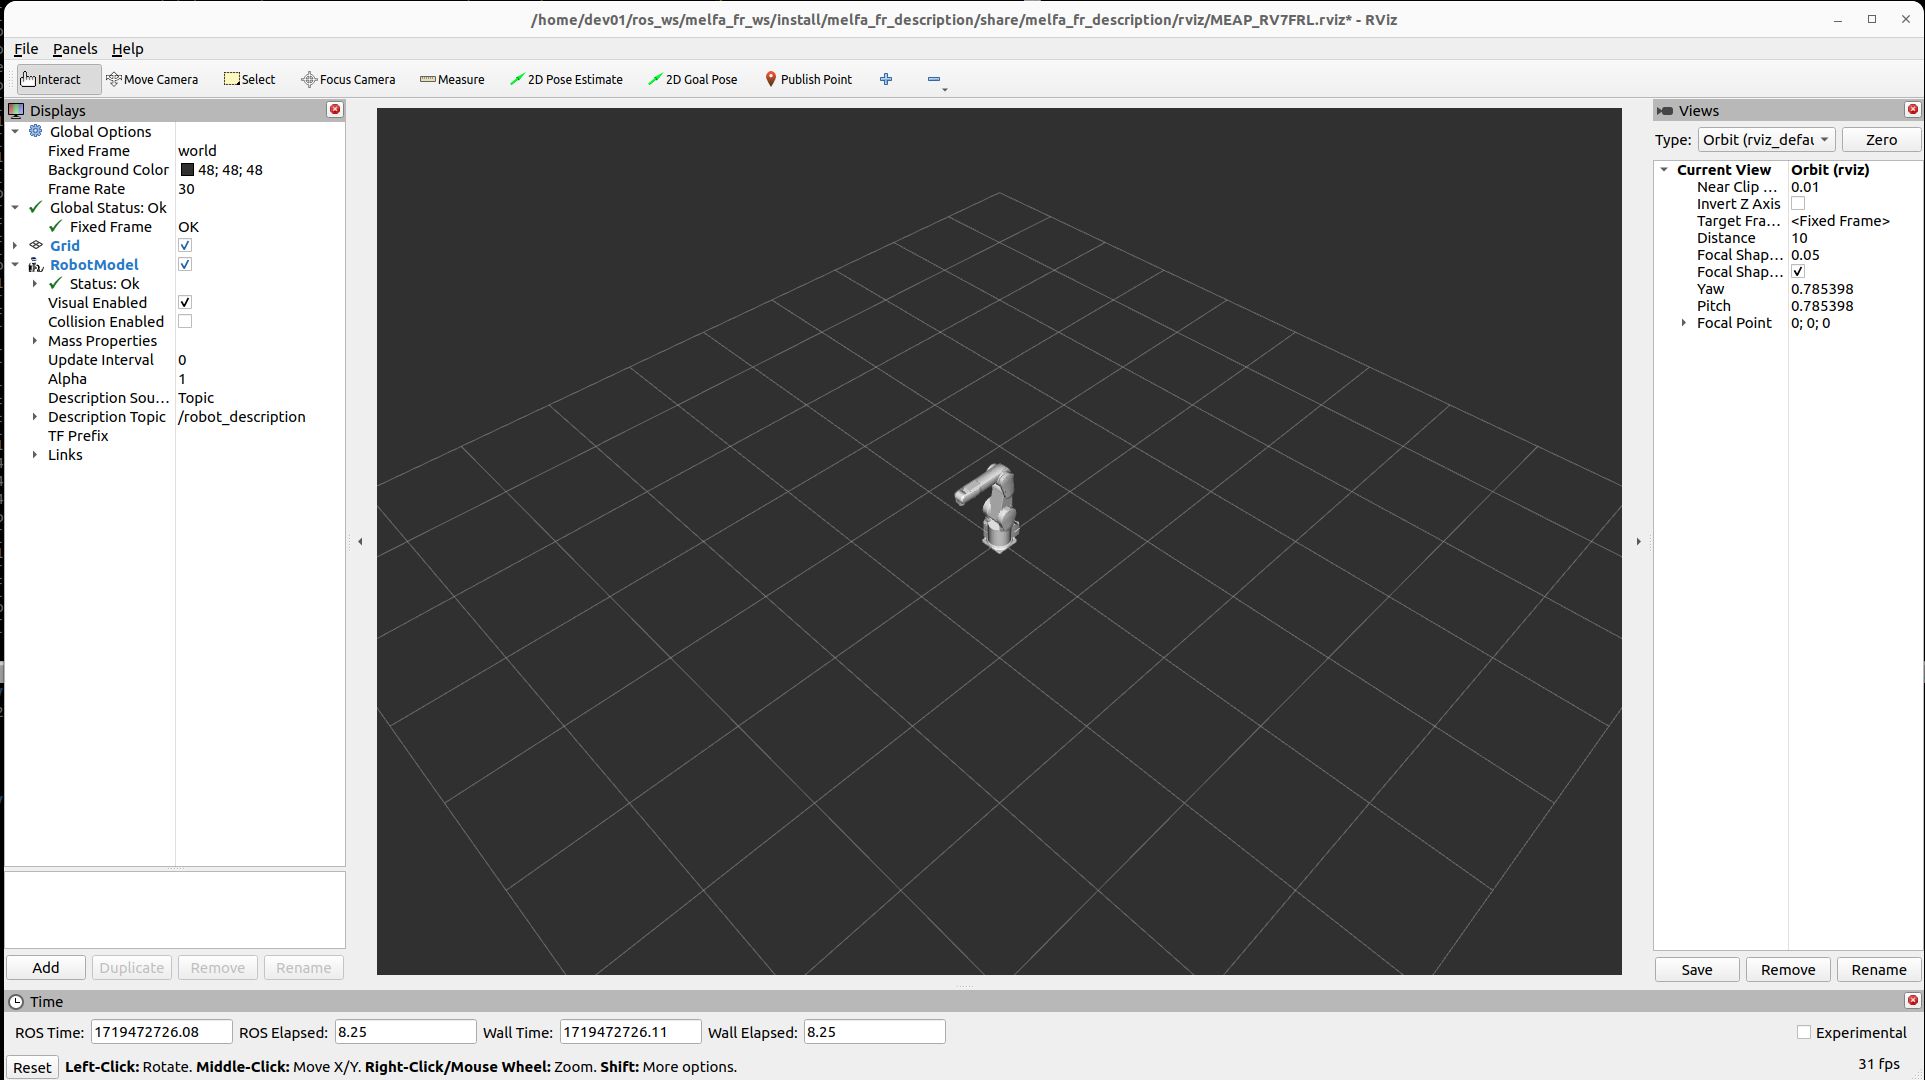 /home/dev01/ros_ws/melfa_fr_ws/install/melfa_fr_description/share/melfa_fr_description/rviz/MEAP_RV7FRL.rviz* - RViz
File Panels Help
Interact Move Camera Select Focus Camera Measure 2D Pose Estimate 2D Goal Pose Publish Point
Displays
Global Options
Fixed Frame world
Background Color 48; 48; 48
Frame Rate 30
Global Status: Ok
Fixed Frame OK
Grid
RobotModel
Status: Ok
Visual Enabled
Collision Enabled
Mass Properties
Update Interval 0
Alpha 1
Description Sou... Topic
Description Topic /robot_description
TF Prefix
Links
Add Duplicate Remove Rename
Views
Type: Orbit (rviz_defau Zero
Current View Orbit (rviz)
Near Clip ... 0.01
Invert Z Axis
Target Fra... <Fixed Frame>
Distance 10
Focal Shap... 0.05
Focal Shap...
Yaw 0.785398
Pitch 0.785398
Focal Point 0; 0; 0
Save Remove Rename
Time
ROS Time: 1719472726.08 ROS Elapsed: 8.25 Wall Time: 1719472726.11 Wall Elapsed: 8.25 Experimental
Reset Left-Click: Rotate. Middle-Click: Move X/Y. Right-Click/Mouse Wheel: Zoom. Shift: More options. 31 fps